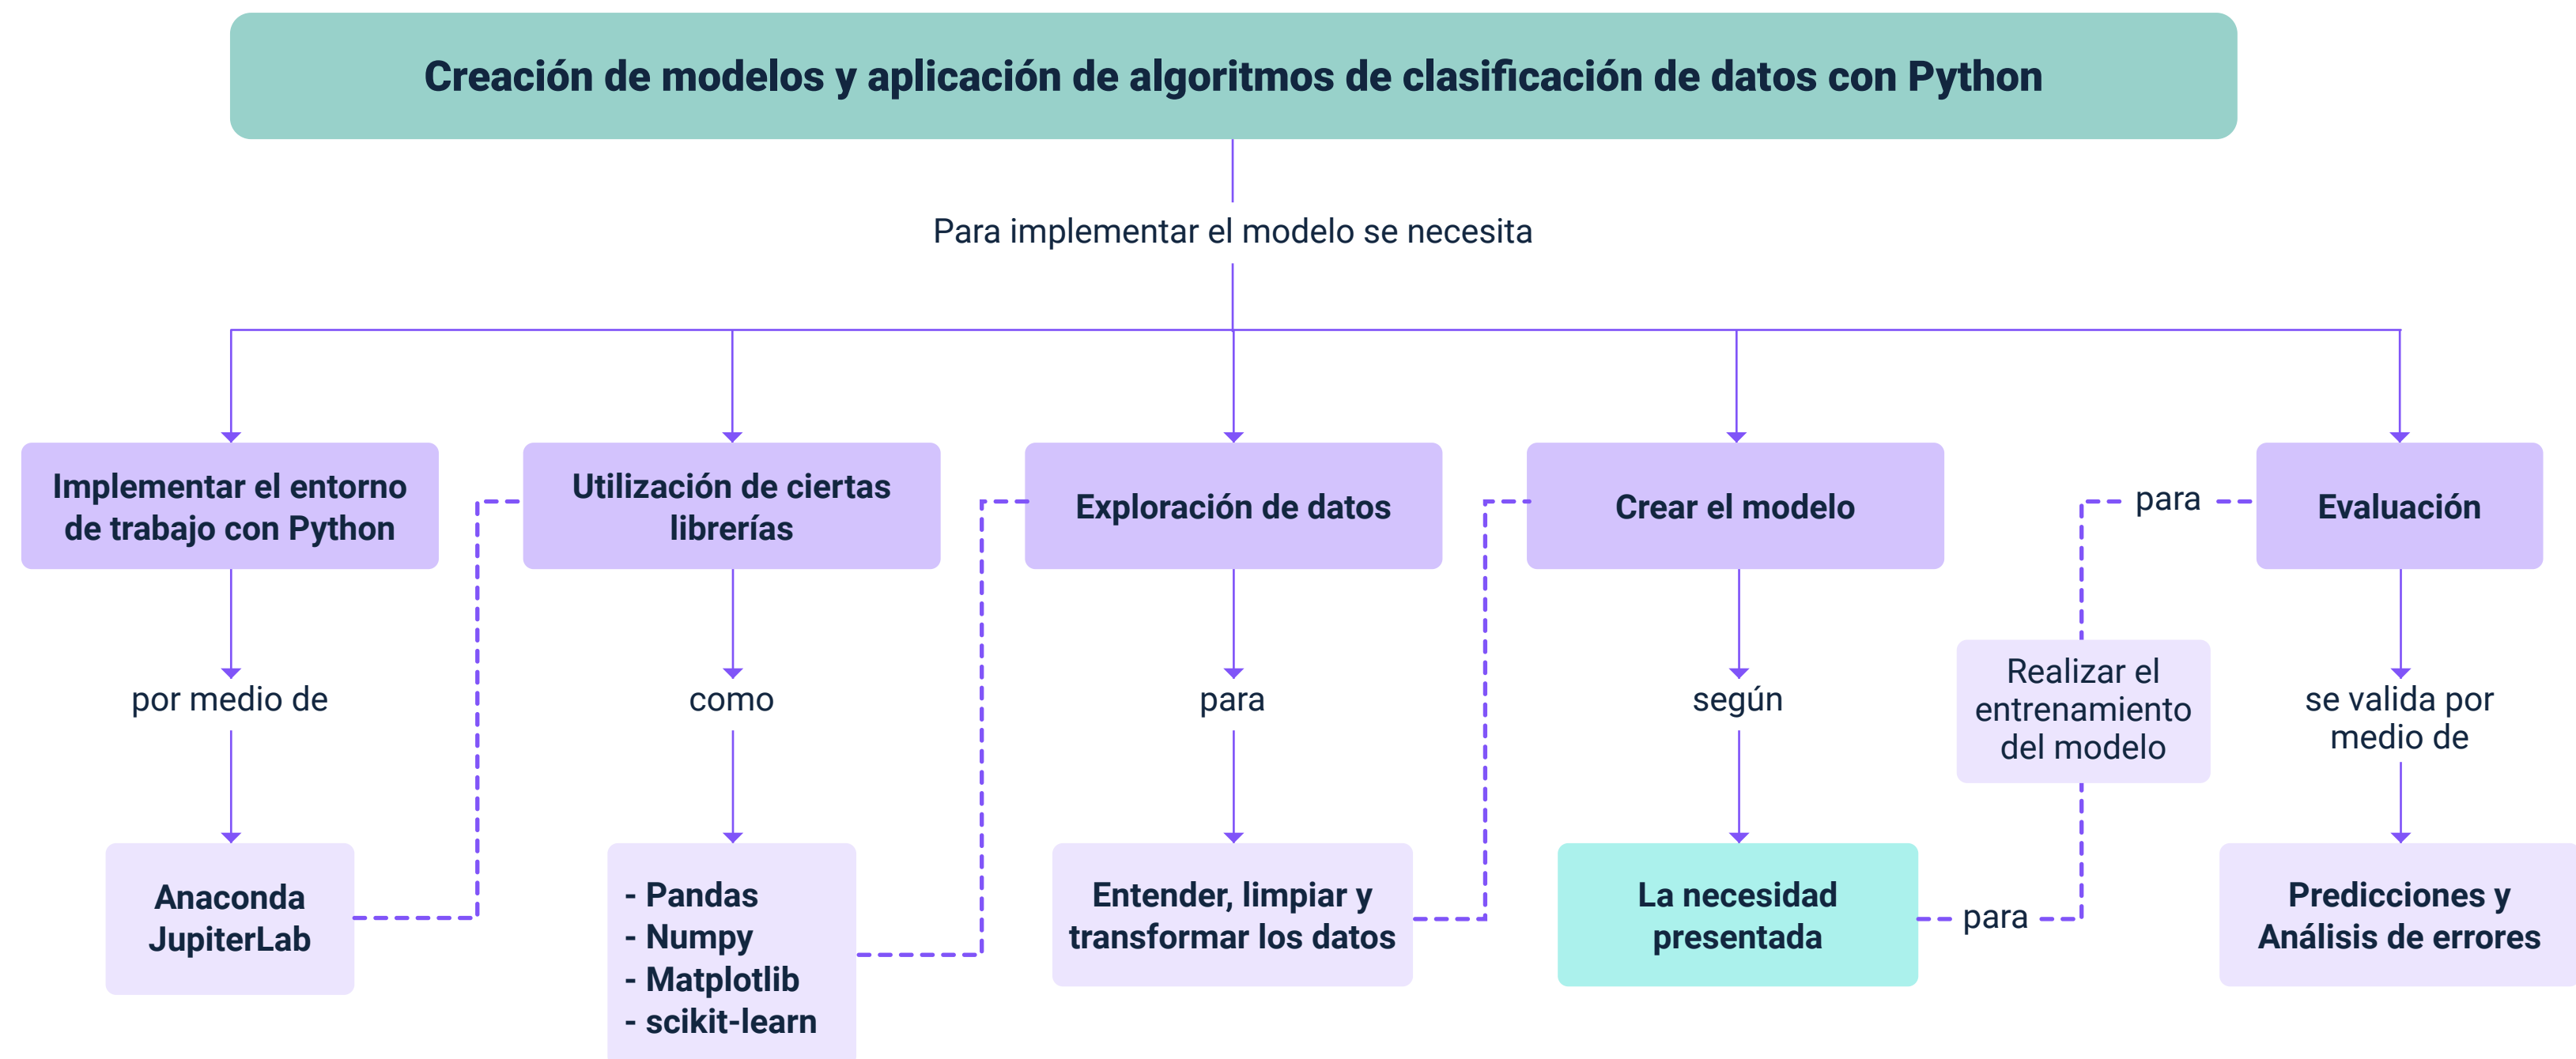 Creación de modelos y aplicación de algoritmos de clasificación de datos con Python
Para implementar el modelo se necesita
Implementar el entorno
de trabajo con Python
por medio de
Anaconda
JupiterLab
Utilización de ciertas
librerías
como
- Pandas
- Numpy
- Matplotlib
- scikit-learn
Exploración de datos
para
Entender, limpiar y
transformar los datos
Crear el modelo
según
La necesidad
presentada
para
Realizar el
entrenamiento
del modelo
para
Evaluación
se valida por
medio de
Predicciones y
Análisis de errores